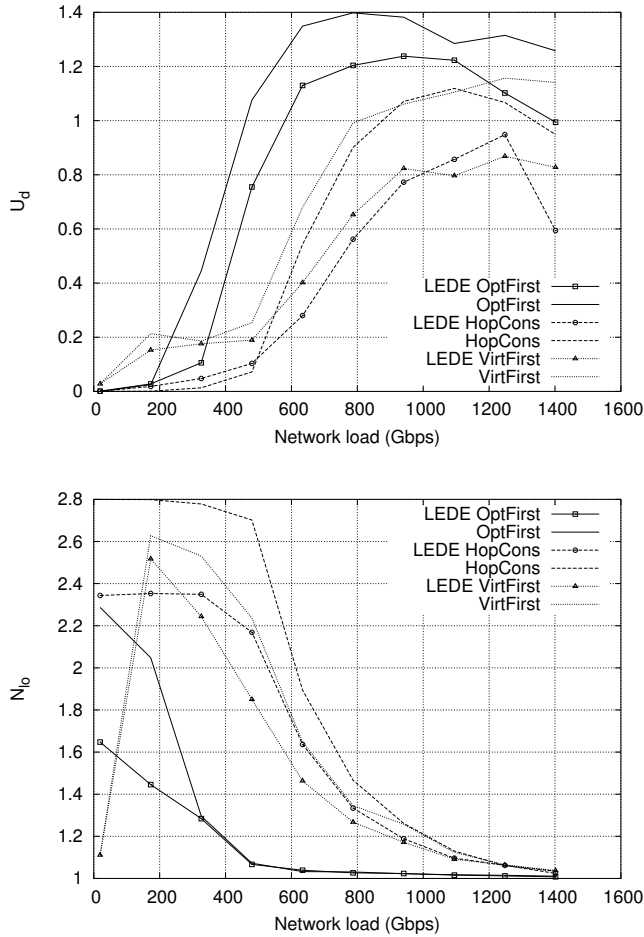 1.4
1.2
1
0.8
0.6
0.4
0.2
0
U_d
LEDE OptFirst
OptFirst
LEDE HopCons
HopCons
LEDE VirtFirst
VirtFirst
0 200 400 600 800 1000 1200 1400 1600
Network load (Gbps)
2.8
2.6
2.4
2.2
2
1.8
1.6
1.4
1.2
1
N_lo
LEDE OptFirst
OptFirst
LEDE HopCons
HopCons
LEDE VirtFirst
VirtFirst
0 200 400 600 800 1000 1200 1400 1600
Network load (Gbps)